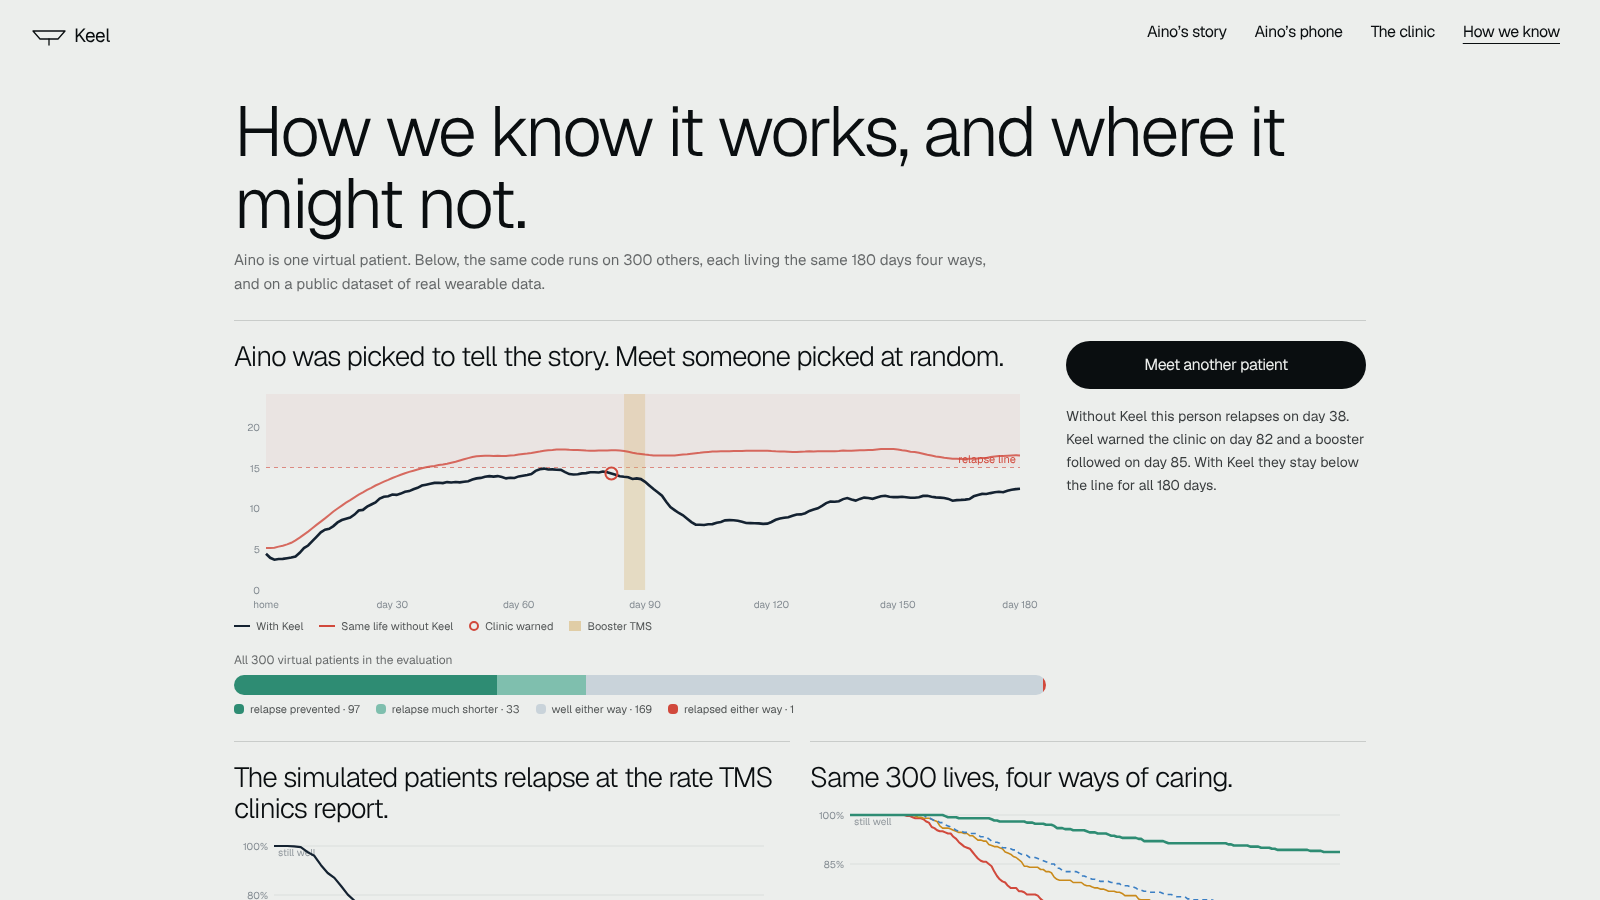 Keel
Aino's story
Aino's phone
The clinic
How we know
How we know it works, and where it
might not.
Aino is one virtual patient. Below, the same code runs on 300 others, each living the same 180 days four ways,
and on a public dataset of real wearable data.
Aino was picked to tell the story. Meet someone picked at random.
Meet another patient
Without Keel this person relapses on day 38.
Keel warned the clinic on day 82 and a booster
followed on day 85. With Keel they stay below
the line for all 180 days.
20
15
10
5
0
relapse line
home
day 30
day 60
day 90
day 120
day 150
day 180
With Keel
Same life without Keel
Clinic warned
Booster TMS
All 300 virtual patients in the evaluation
relapse prevented · 97
relapse much shorter · 33
well either way · 169
relapsed either way · 1
The simulated patients relapse at the rate TMS
clinics report.
100%
still well
80%
Same 300 lives, four ways of caring.
100%
still well
85%